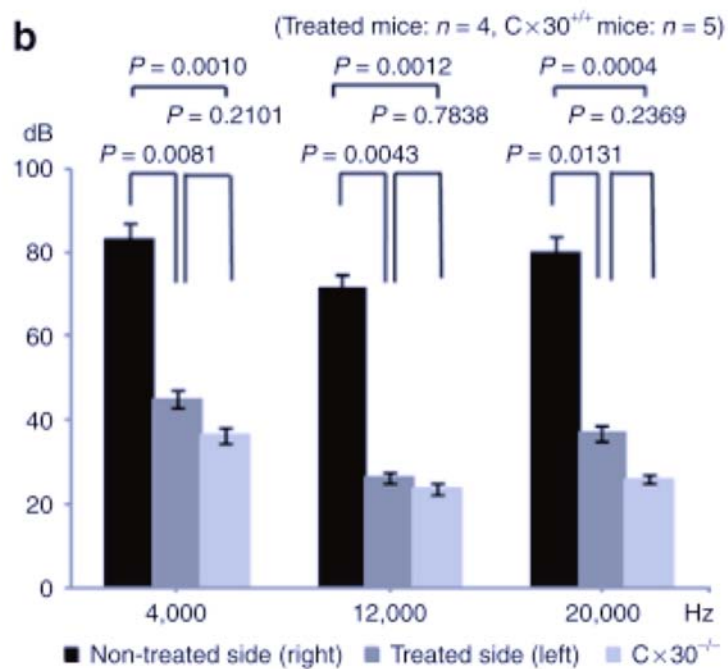 b
(Treated mice: n = 4, C×30+/+ mice: n = 5)
P = 0.0010 P = 0.0012 P = 0.0004
P = 0.2101 P = 0.7838 P = 0.2369
dB
P = 0.0081 P = 0.0043 P = 0.0131
100
80
60
40
20
0
4,000 12,000 20,000 Hz
Non-treated side (right) Treated side (left) C×30−/−